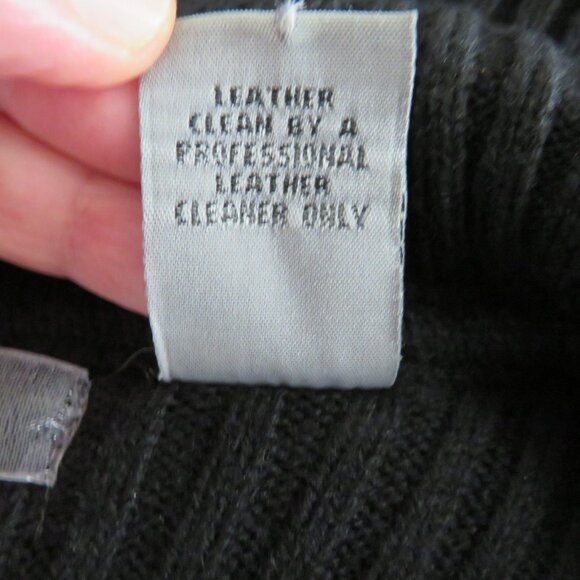 LEATHER
CLEAN BY A
PROFESSIONAL
LEATHER
CLEANER ONLY